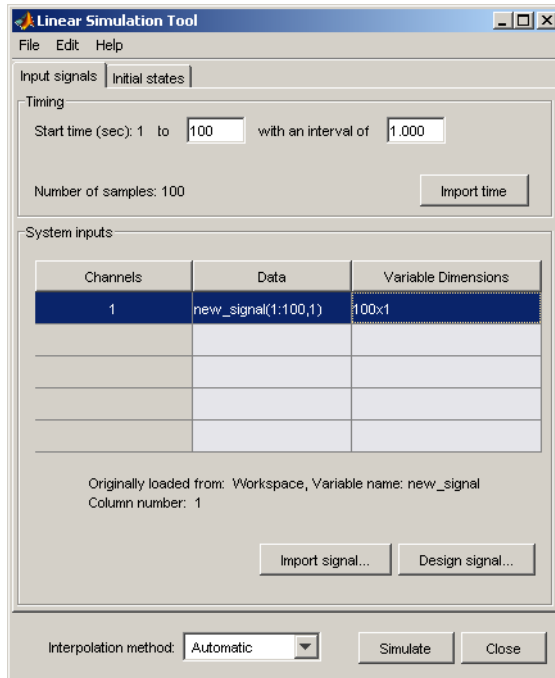 Linear Simulation Tool
File Edit Help
Input signals Initial states
Timing
Start time (sec): 1 to 100 with an interval of 1.000
Number of samples: 100 Import time
System inputs
Channels Data Variable Dimensions
1 new_signal(1:100,1) 100x1
Originally loaded from: Workspace, Variable name: new_signal
Column number: 1
Import signal... Design signal...
Interpolation method: Automatic Simulate Close